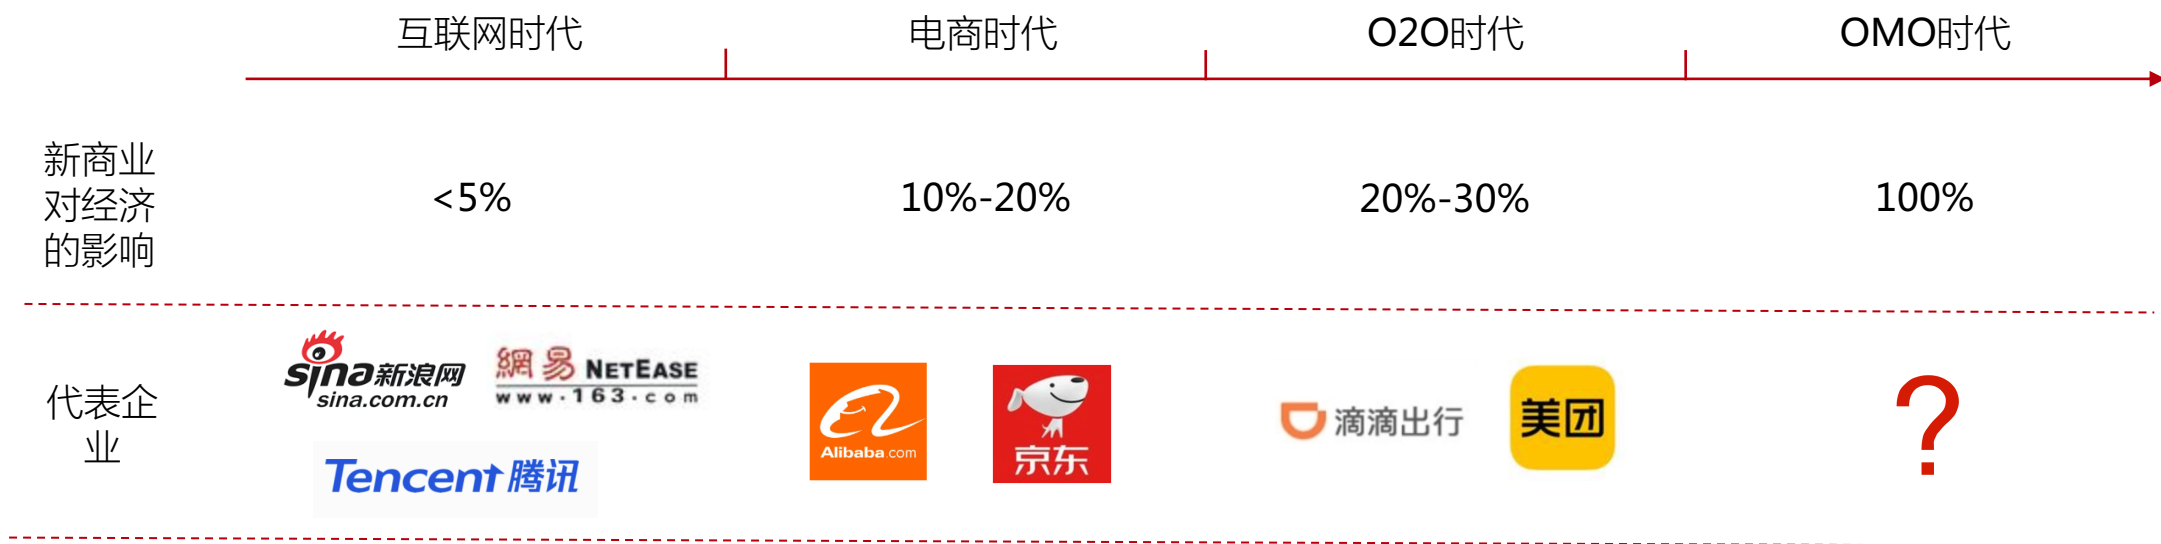 互联网时代
电商时代
O2O时代
OMO时代
新商业
对经济
的影响
<5%
10%-20%
20%-30%
100%
代表企
业
sina新浪网
sina.com.cn
網易 NETEASE
www.163.com
Tencent腾讯
Alibaba.com
京东
滴滴出行
美团
?